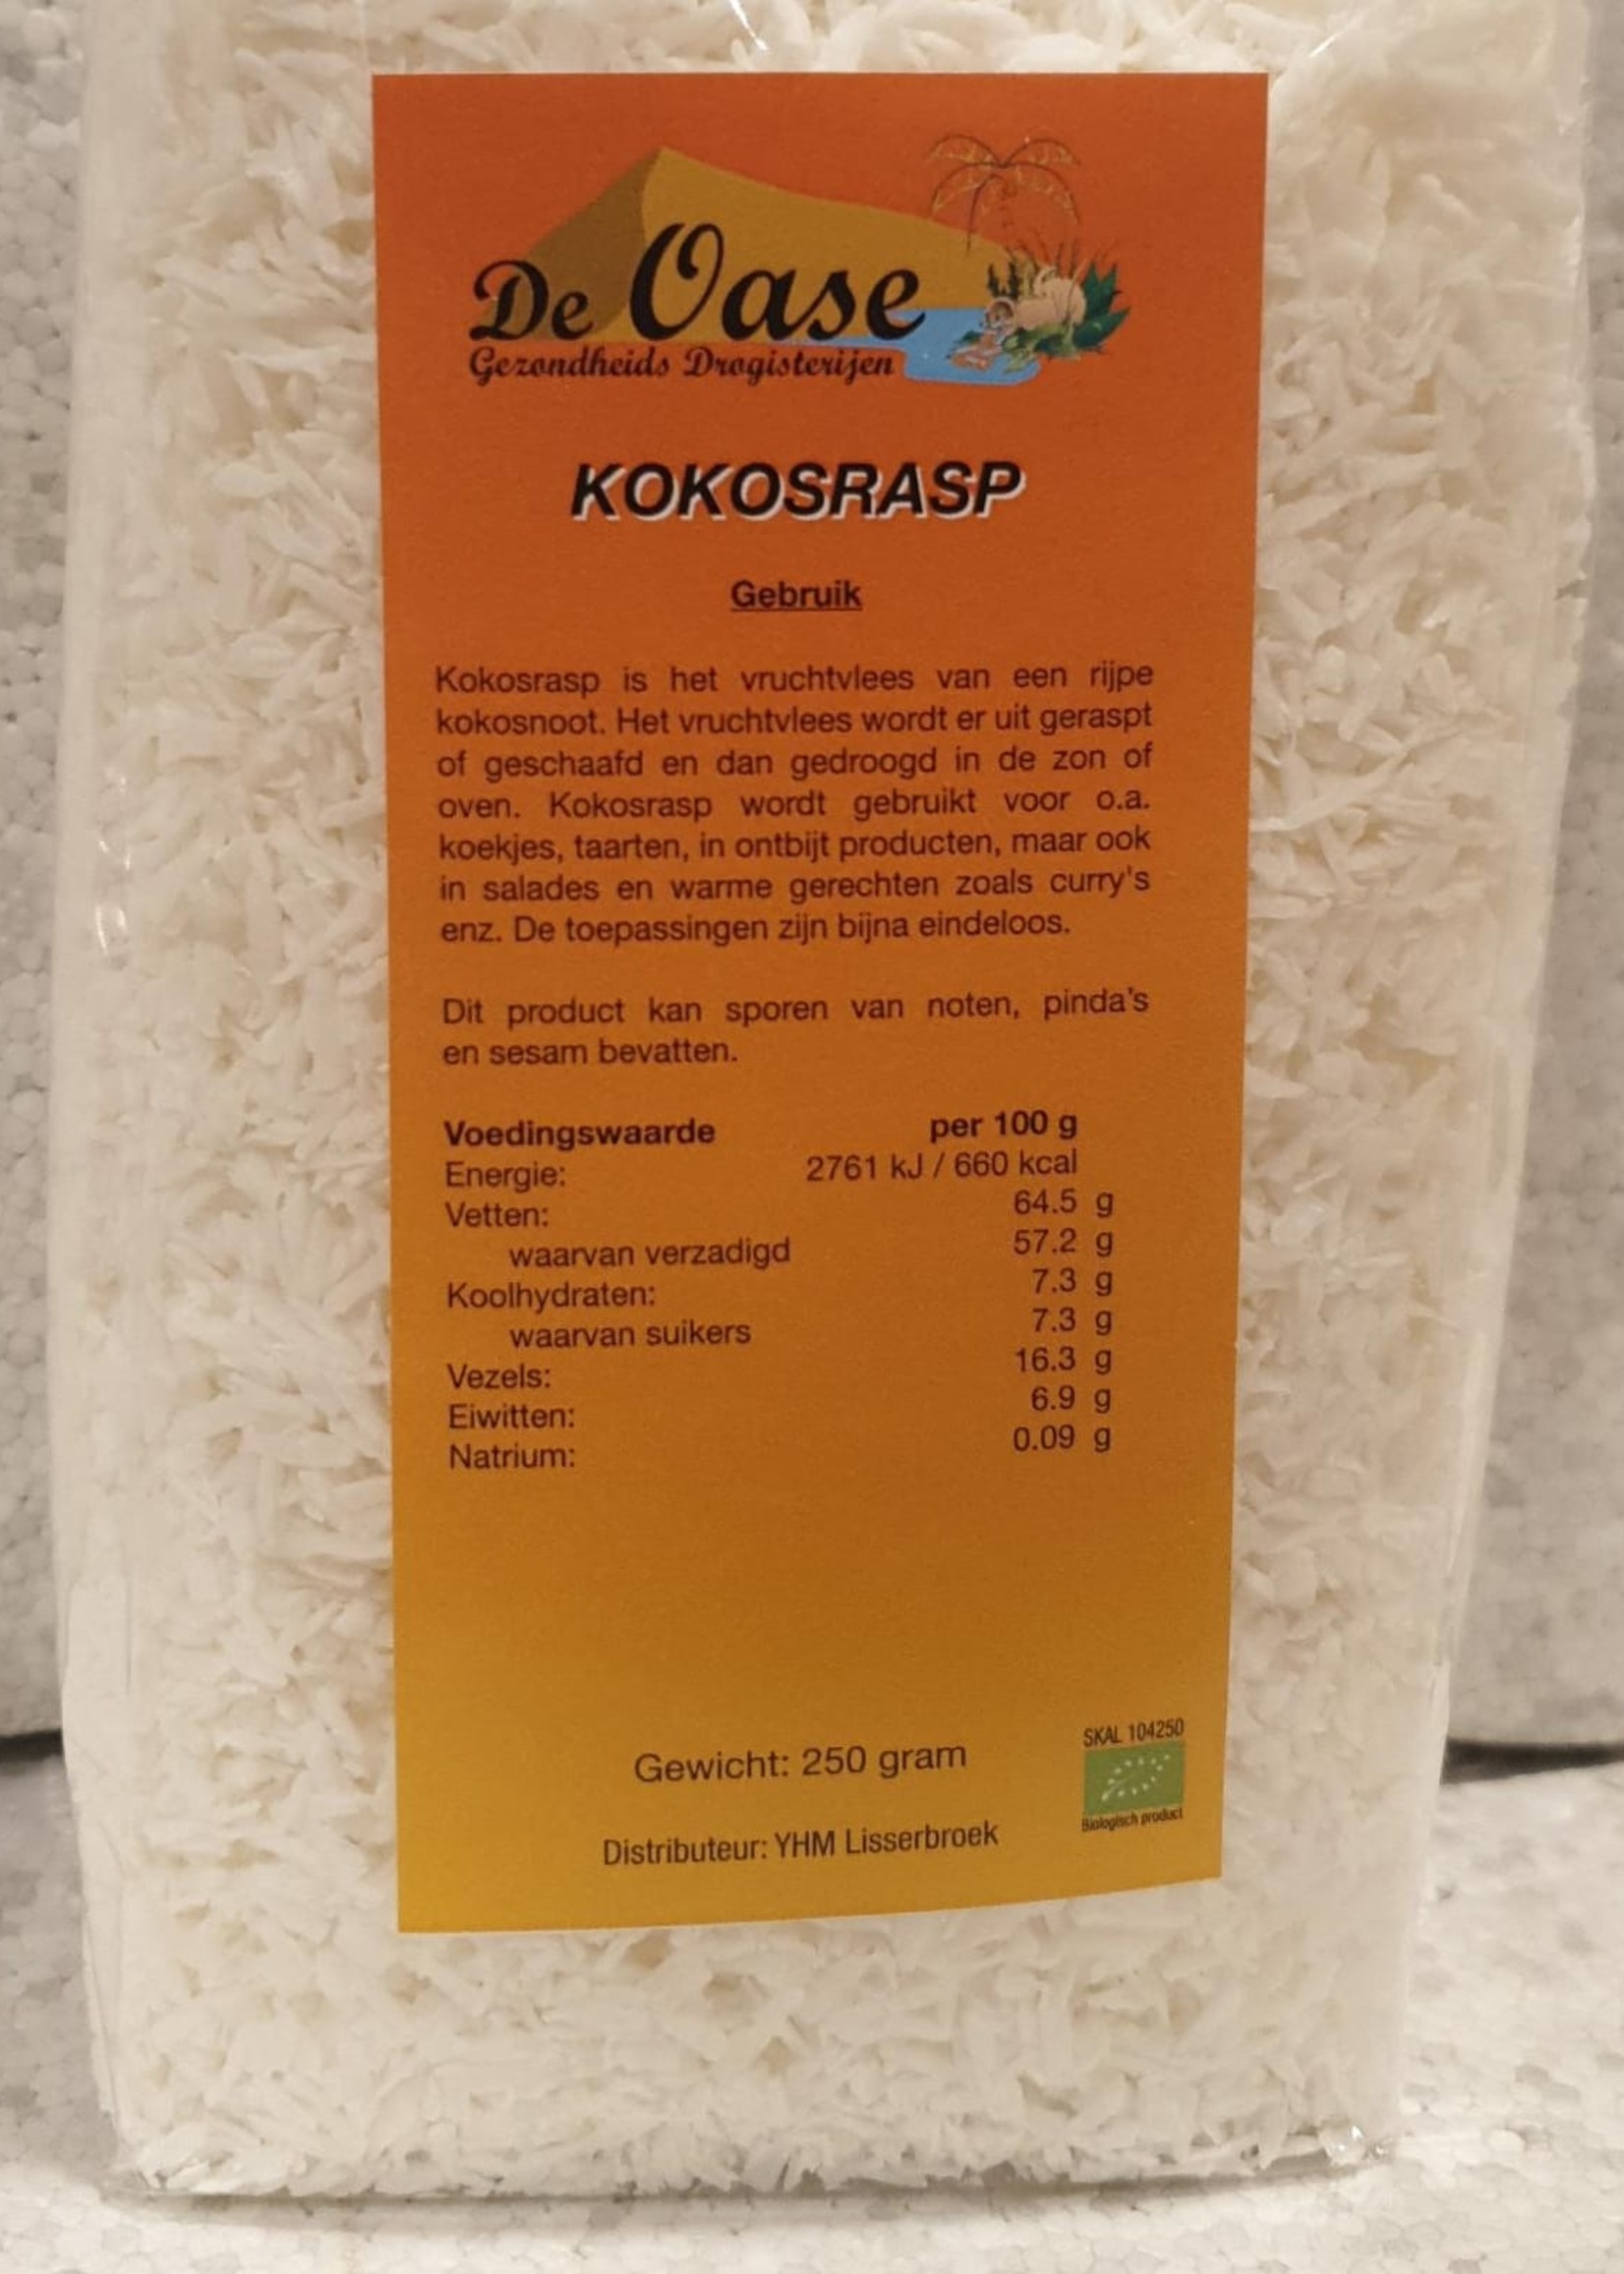 De Oase
Gezondheids Drogisterijen
KOKOSRASP
Gebruik
Kokosrasp is het vruchtvlees van een rijpe
kokosnoot. Het vruchtvlees wordt er uit geraspt
of geschaafd en dan gedroogd in de zon of
oven. Kokosrasp wordt gebruikt voor o.a.
koekjes, taarten, in ontbijt producten, maar ook
in salades en warme gerechten zoals curry's
enz. De toepassingen zijn bijna eindeloos.
Dit product kan sporen van noten, pinda's
en sesam bevatten.
Voedingswaarde per 100 g
Energie: 2761 kJ / 660 kcal
Vetten: 64.5 g
waarvan verzadigd 57.2 g
Koolhydraten: 7.3 g
waarvan suikers 7.3 g
Vezels: 16.3 g
Eiwitten: 6.9 g
Natrium: 0.09 g
SKAL 104250
Gewicht: 250 gram
Biologisch product
Distributeur: YHM Lisserbroek